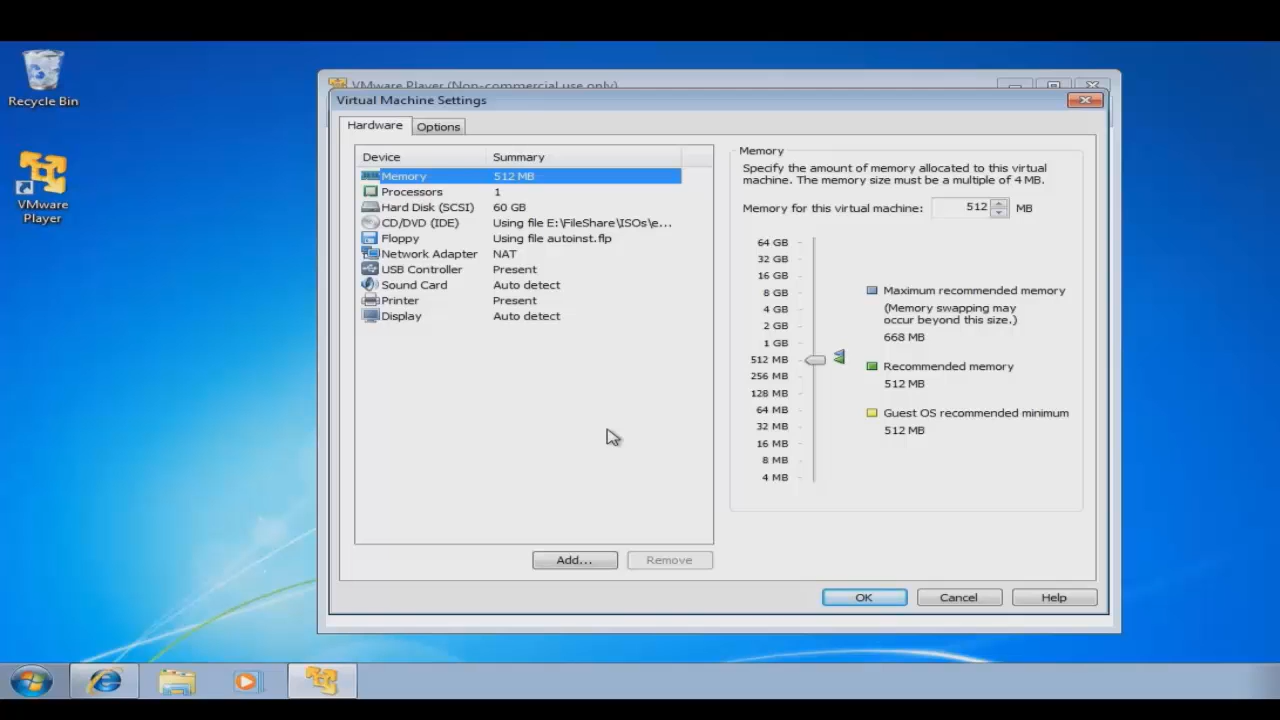 Recycle Bin
VMware
Player
VMware Player (Non-commercial use only)
Virtual Machine Settings
Hardware
Options
Device Summary
Memory 512 MB
Processors 1
Hard Disk (SCSI) 60 GB
CD/DVD (IDE) Using file E:\FileShare\ISOs\e...
Floppy Using file autoinst.flp
Network Adapter NAT
USB Controller Present
Sound Card Auto detect
Printer Present
Display Auto detect
Add...
Remove
Memory
Specify the amount of memory allocated to this virtual
machine. The memory size must be a multiple of 4 MB.
Memory for this virtual machine: 512 MB
64 GB
32 GB
16 GB
8 GB
4 GB
2 GB
1 GB
512 MB
256 MB
128 MB
64 MB
32 MB
16 MB
8 MB
4 MB
Maximum recommended memory
(Memory swapping may
occur beyond this size.)
668 MB
Recommended memory
512 MB
Guest OS recommended minimum
512 MB
OK
Cancel
Help